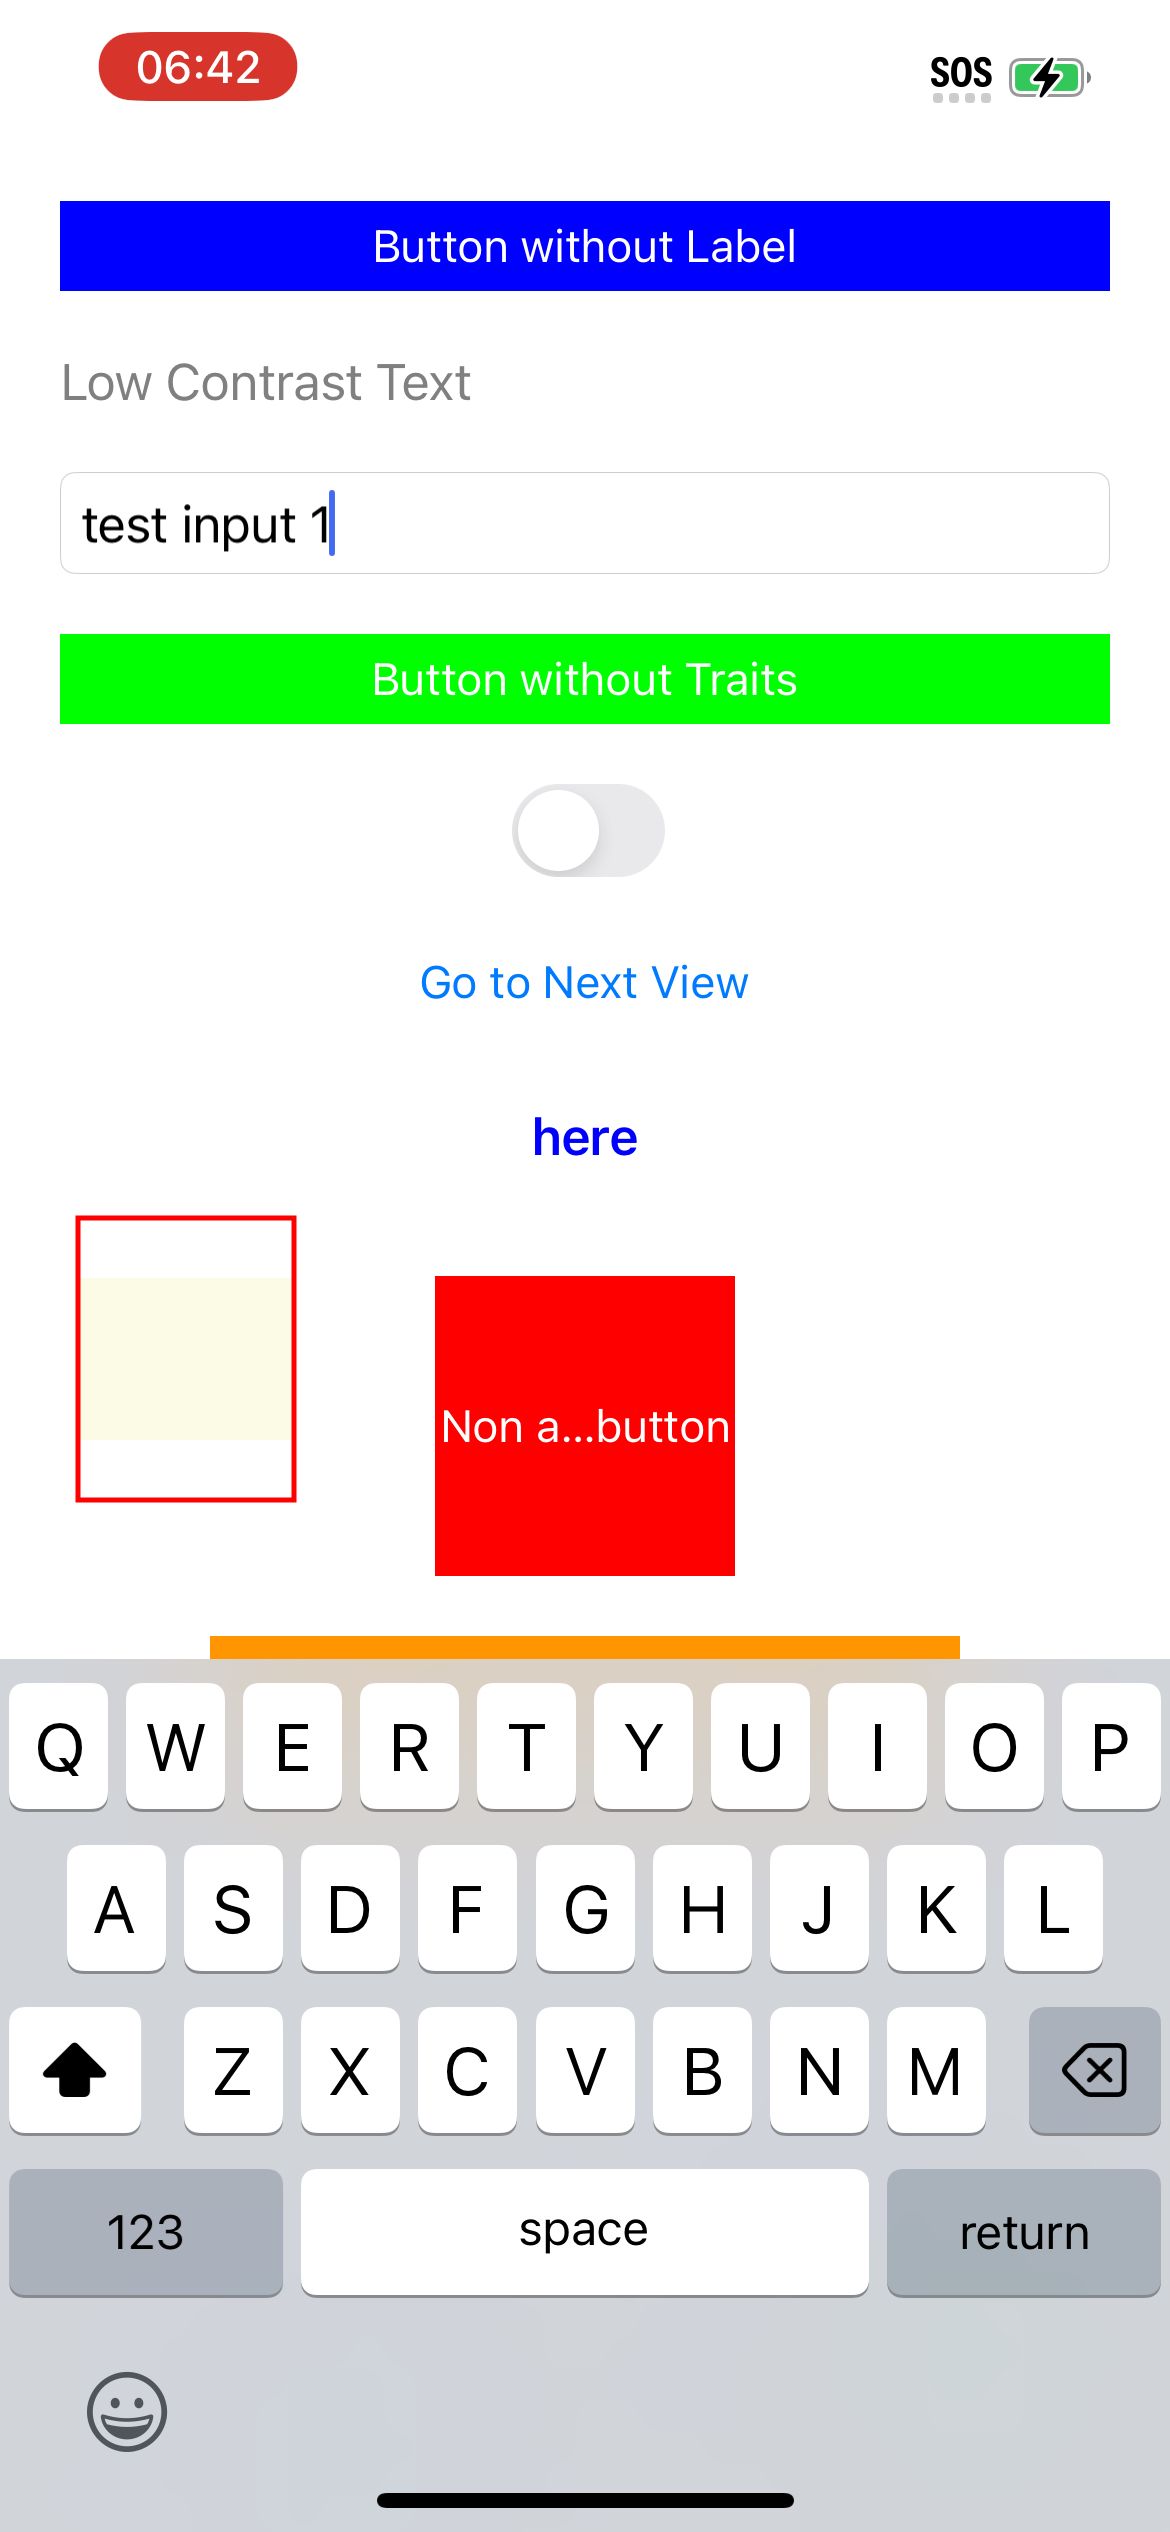 06:42 SOS
Button without Label
Low Contrast Text
test input 1
Button without Traits
Go to Next View
here
Non a...button
Q W E R T Y U I O P
A S D F G H J K L
Z X C V B N M
123 space return